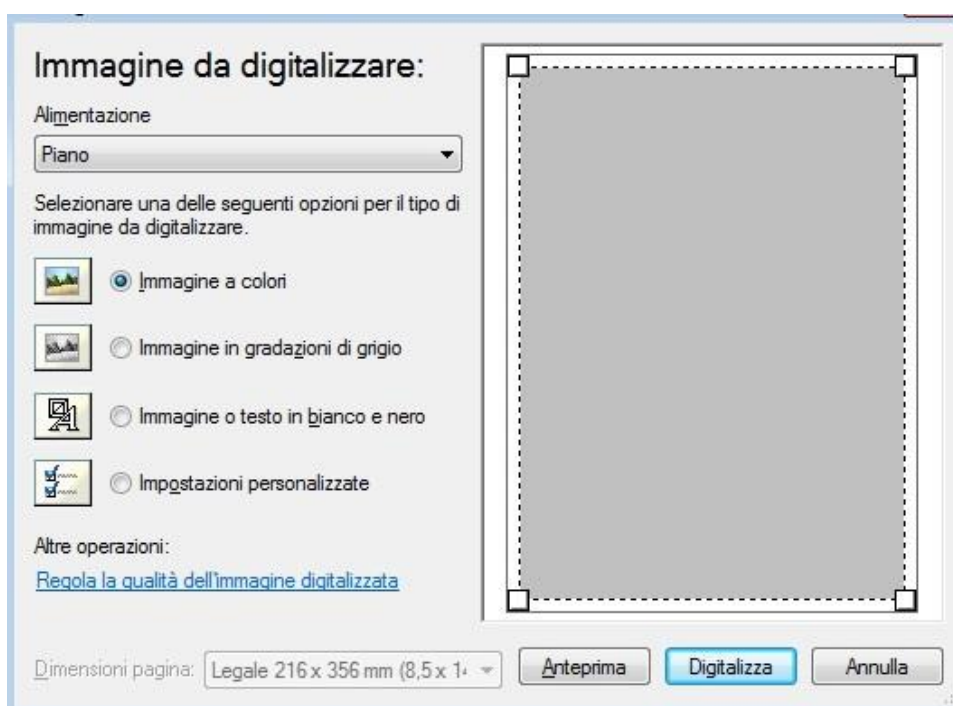 Immagine da digitalizzare:
Alimentazione
Piano
Selezionare una delle seguenti opzioni per il tipo di
immagine da digitalizzare.
Immagine a colori
Immagine in gradazioni di grigio
Immagine o testo in bianco e nero
Impostazioni personalizzate
Altre operazioni:
Regola la qualità dell'immagine digitalizzata
Dimensioni pagina: Legale 216 x 356 mm (8,5 x 1 Anteprima Digitalizza Annulla